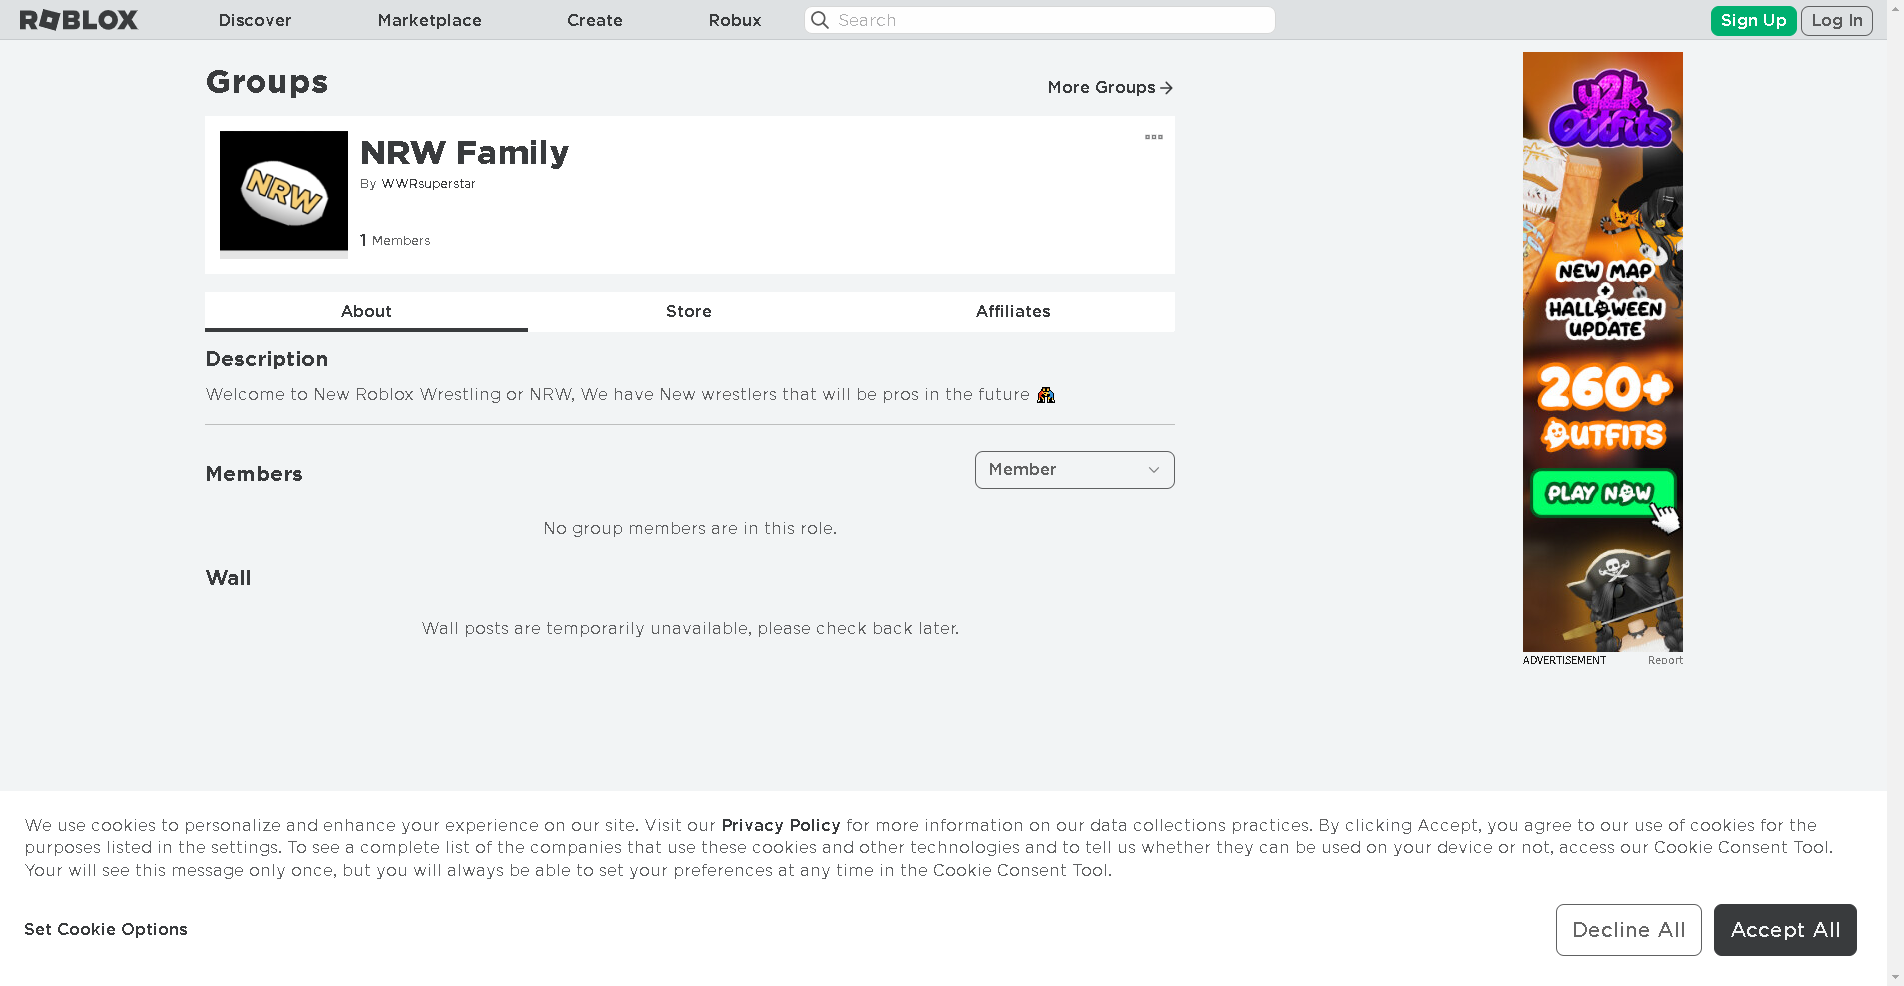 ROBLOX
Discover
Marketplace
Create
Robux
Search
Sign Up
Log In
Groups
More Groups
NRW
NRW Family
By WWRsuperstar
1 Members
About
Store
Affiliates
Description
Welcome to New Roblox Wrestling or NRW, We have New wrestlers that will be pros in the future
Members
Member
No group members are in this role.
Wall
Wall posts are temporarily unavailable, please check back later.
y2k
Outfits
NEW MAP
+
HALLOWEEN
UPDATE
260+
OUTFITS
PLAY NOW
ADVERTISEMENT
Report
We use cookies to personalize and enhance your experience on our site. Visit our Privacy Policy for more information on our data collections practices. By clicking Accept, you agree to our use of cookies for the
purposes listed in the settings. To see a complete list of the companies that use these cookies and other technologies and to tell us whether they can be used on your device or not, access our Cookie Consent Tool.
Your will see this message only once, but you will always be able to set your preferences at any time in the Cookie Consent Tool.
Set Cookie Options
Decline All
Accept All